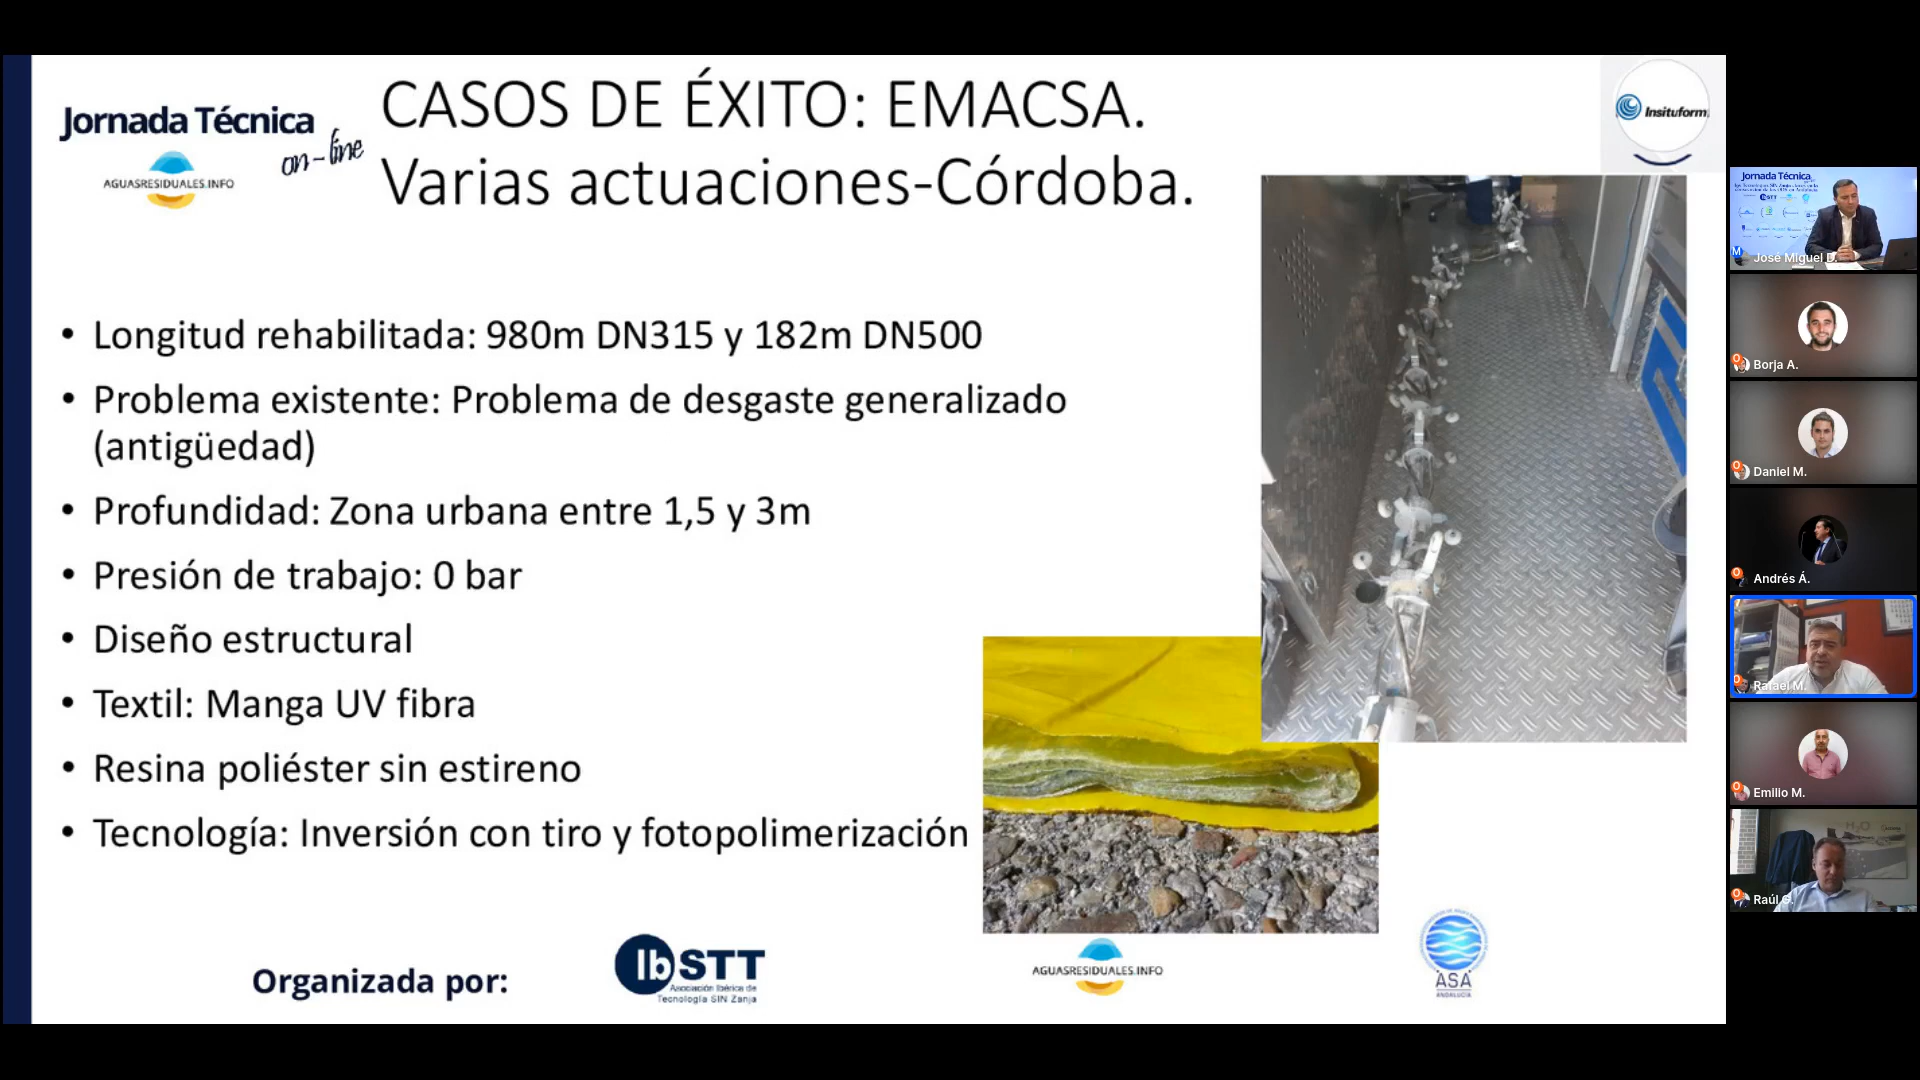 Jornada Técnica
on-line
AGUASRESIDUALES.INFO
CASOS DE ÉXITO: EMACSA.
Varias actuaciones-Córdoba.
Insituform
• Longitud rehabilitada: 980m DN315 y 182m DN500
• Problema existente: Problema de desgaste generalizado
(antigüedad)
• Profundidad: Zona urbana entre 1,5 y 3m
• Presión de trabajo: 0 bar
• Diseño estructural
• Textil: Manga UV fibra
• Resina poliéster sin estireno
• Tecnología: Inversión con tiro y fotopolimerización
Organizada por:
IbSTT
Asociación Ibérica de
Tecnología SIN Zanja
AGUASRESIDUALES.INFO
ASA
ANDALUCÍA
Jornada Técnica
José Miguel D.
Borja A.
Daniel M.
Andrés Á.
Rafael M.
Emilio M.
H2O
Raúl G.